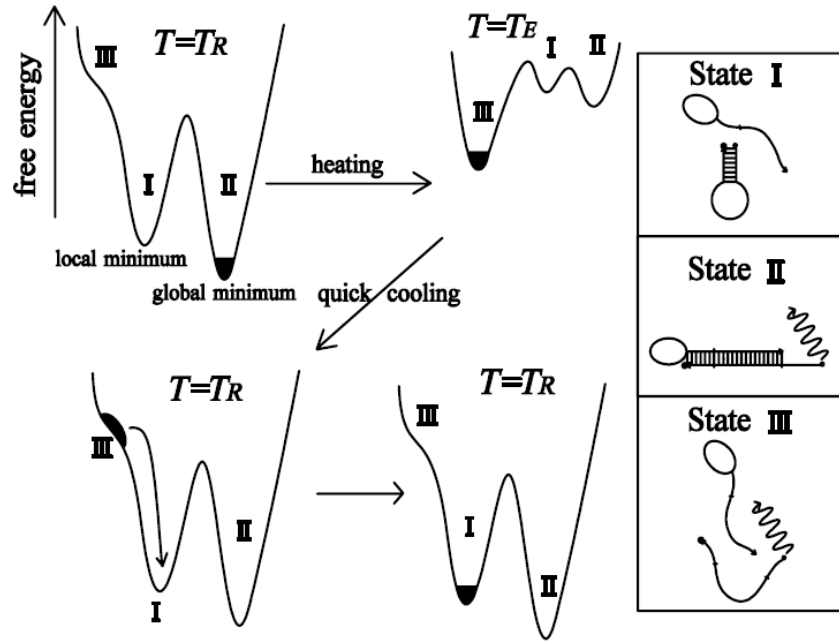 free energy
III
T=TR
I
II
local minimum
global minimum
heating
T=TE
I
II
III
quick cooling
T=TR
III
II
I
T=TR
III
I
II
State I
State II
State III